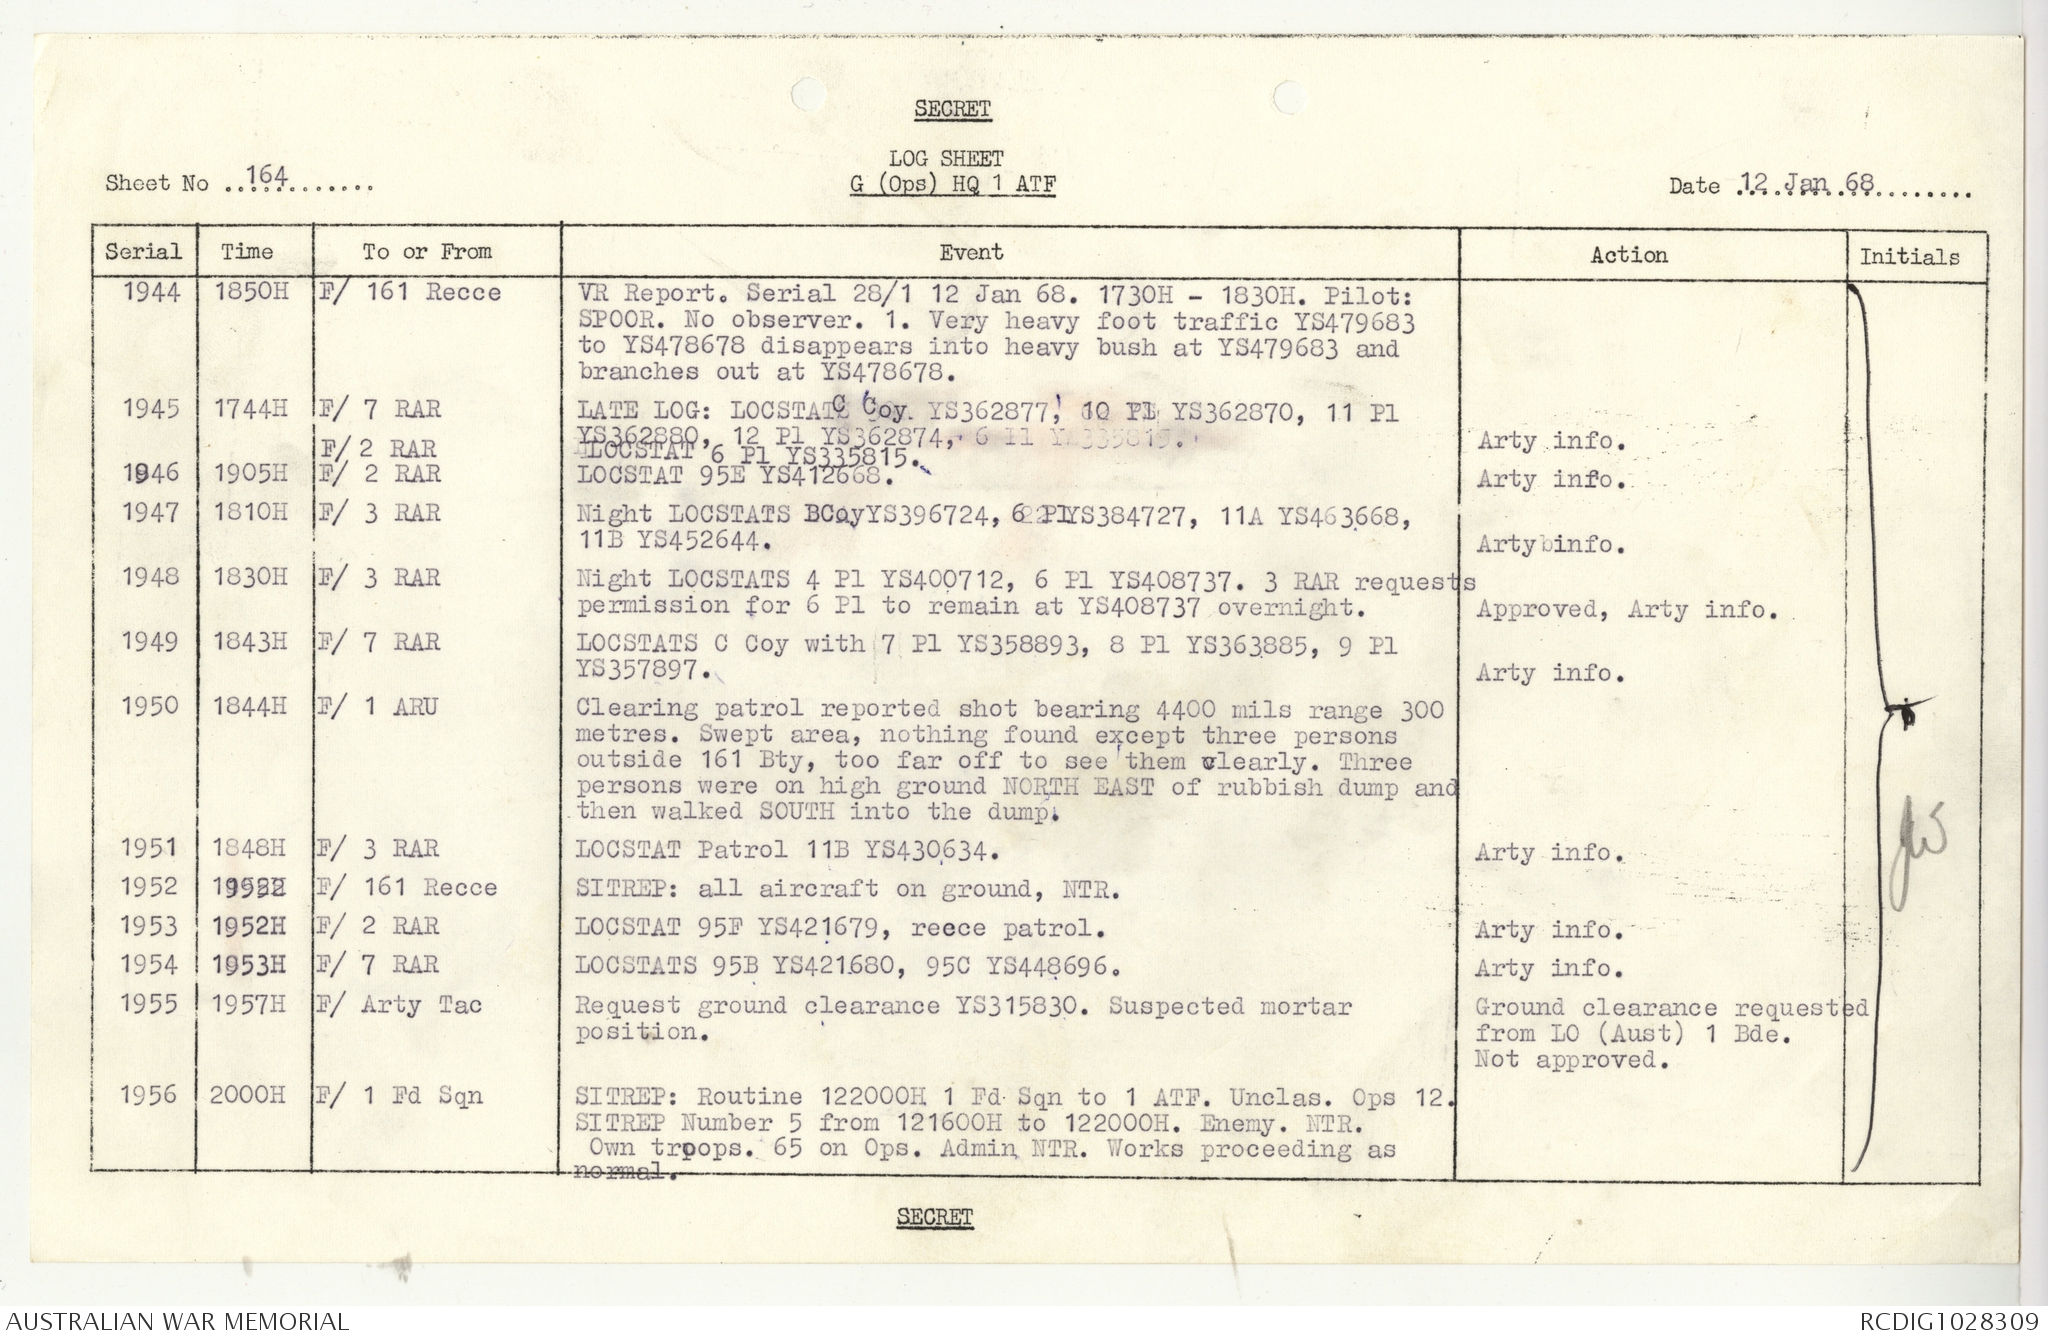 SECRET
LOG SHEET
G (Ops) HQ 1 ATF
Sheet No 164
Date 12 Jan 68
Serial Time To or From Event Action Initials
1944 1850H F/ 161 Recce VR Report. Serial 28/1 12 Jan 68. 1730H - 1830H. Pilot:
SPOOR. No observer. 1. Very heavy foot traffic YS479683
to YS478678 disappears into heavy bush at YS479683 and
branches out at YS478678.
1945 1744H F/ 7 RAR LATE LOG: LOCSTAT C Coy YS362877, 10 Pl YS362870, 11 Pl
YS362880, 12 Pl YS362874,
F/ 2 RAR LOCSTAT 6 Pl YS335815. Arty info.
1946 1905H F/ 2 RAR LOCSTAT 95E YS412668. Arty info.
1947 1810H F/ 3 RAR Night LOCSTATS B Coy YS396724, Pl YS384727, 11A YS463668,
11B YS452644. Arty info.
1948 1830H F/ 3 RAR Night LOCSTATS 4 Pl YS400712, 6 Pl YS408737. 3 RAR requests
permission for 6 Pl to remain at YS408737 overnight. Approved, Arty info.
1949 1843H F/ 7 RAR LOCSTATS C Coy with 7 Pl YS358893, 8 Pl YS363885, 9 Pl
YS357897. Arty info.
1950 1844H F/ 1 ARU Clearing patrol reported shot bearing 4400 mils range 300
metres. Swept area, nothing found except three persons
outside 161 Bty, too far off to see them clearly. Three
persons were on high ground NORTH EAST of rubbish dump and
then walked SOUTH into the dump.
1951 1848H F/ 3 RAR LOCSTAT Patrol 11B YS430634. Arty info.
1952 F/ 161 Recce SITREP: all aircraft on ground, NTR.
1953 1952H F/ 2 RAR LOCSTAT 95F YS421679, recce patrol. Arty info.
1954 1953H F/ 7 RAR LOCSTATS 95B YS421680, 95C YS448696. Arty info.
1955 1957H F/ Arty Tac Request ground clearance YS315830. Suspected mortar Ground clearance requested
position. from LO (Aust) 1 Bde.
Not approved.
1956 2000H F/ 1 Fd Sqn SITREP: Routine 122000H 1 Fd Sqn to 1 ATF. Unclas. Ops 12.
SITREP Number 5 from 121600H to 122000H. Enemy. NTR.
Own troops. 65 on Ops. Admin NTR. Works proceeding as
normal.
SECRET
AUSTRALIAN WAR MEMORIAL
RCDIG1028309